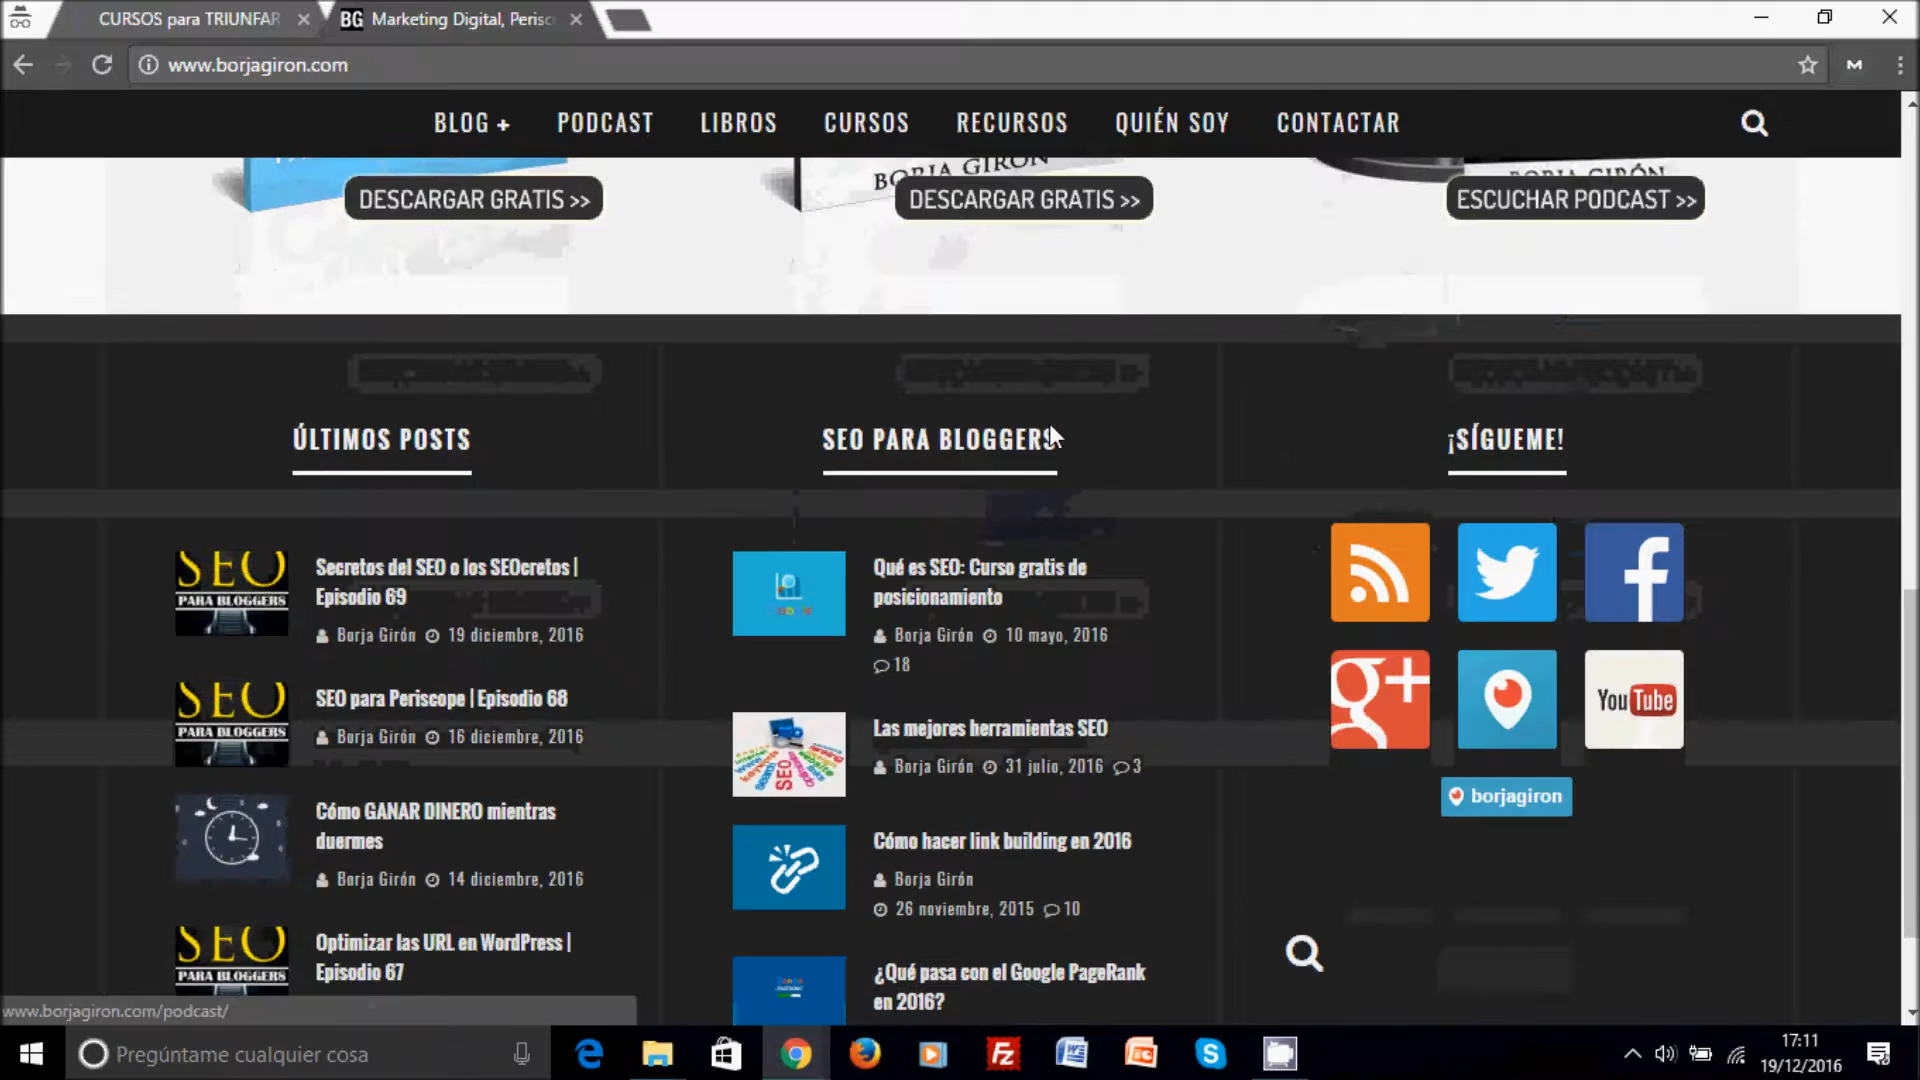 CURSOS para TRIUNFAR
BG Marketing Digital, Perisc
www.borjagiron.com
BLOG + PODCAST LIBROS CURSOS RECURSOS QUIÉN SOY CONTACTAR
BORJA GIRÓN
BORJA GIRÓN
DESCARGAR GRATIS >>
DESCARGAR GRATIS >>
ESCUCHAR PODCAST >>
ÚLTIMOS POSTS
SEO
PARA BLOGGERS
Secretos del SEO o los SEOcretos |
Episodio 69
Borja Girón 19 diciembre, 2016
SEO
PARA BLOGGERS
SEO para Periscope | Episodio 68
Borja Girón 16 diciembre, 2016
Cómo GANAR DINERO mientras
duermes
Borja Girón 14 diciembre, 2016
SEO
PARA BLOGGERS
Optimizar las URL en WordPress |
Episodio 67
SEO PARA BLOGGERS
Qué es SEO: Curso gratis de
posicionamiento
Borja Girón 10 mayo, 2016
18
SEO
Las mejores herramientas SEO
Borja Girón 31 julio, 2016 3
Cómo hacer link building en 2016
Borja Girón
26 noviembre, 2015 10
¿Qué pasa con el Google PageRank
en 2016?
¡SÍGUEME!
g+
YouTube
borjagiron
www.borjagiron.com/podcast/
Pregúntame cualquier cosa
17:11
19/12/2016